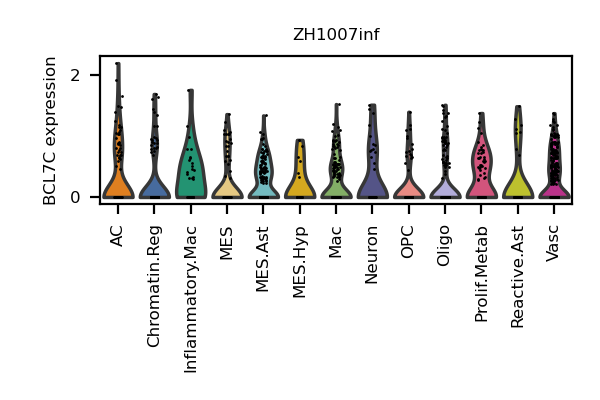 ZH1007inf
BCL7C expression
2
0
AC
Chromatin.Reg
Inflammatory.Mac
MES
MES.Ast
MES.Hyp
Mac
Neuron
OPC
Oligo
Prolif.Metab
Reactive.Ast
Vasc